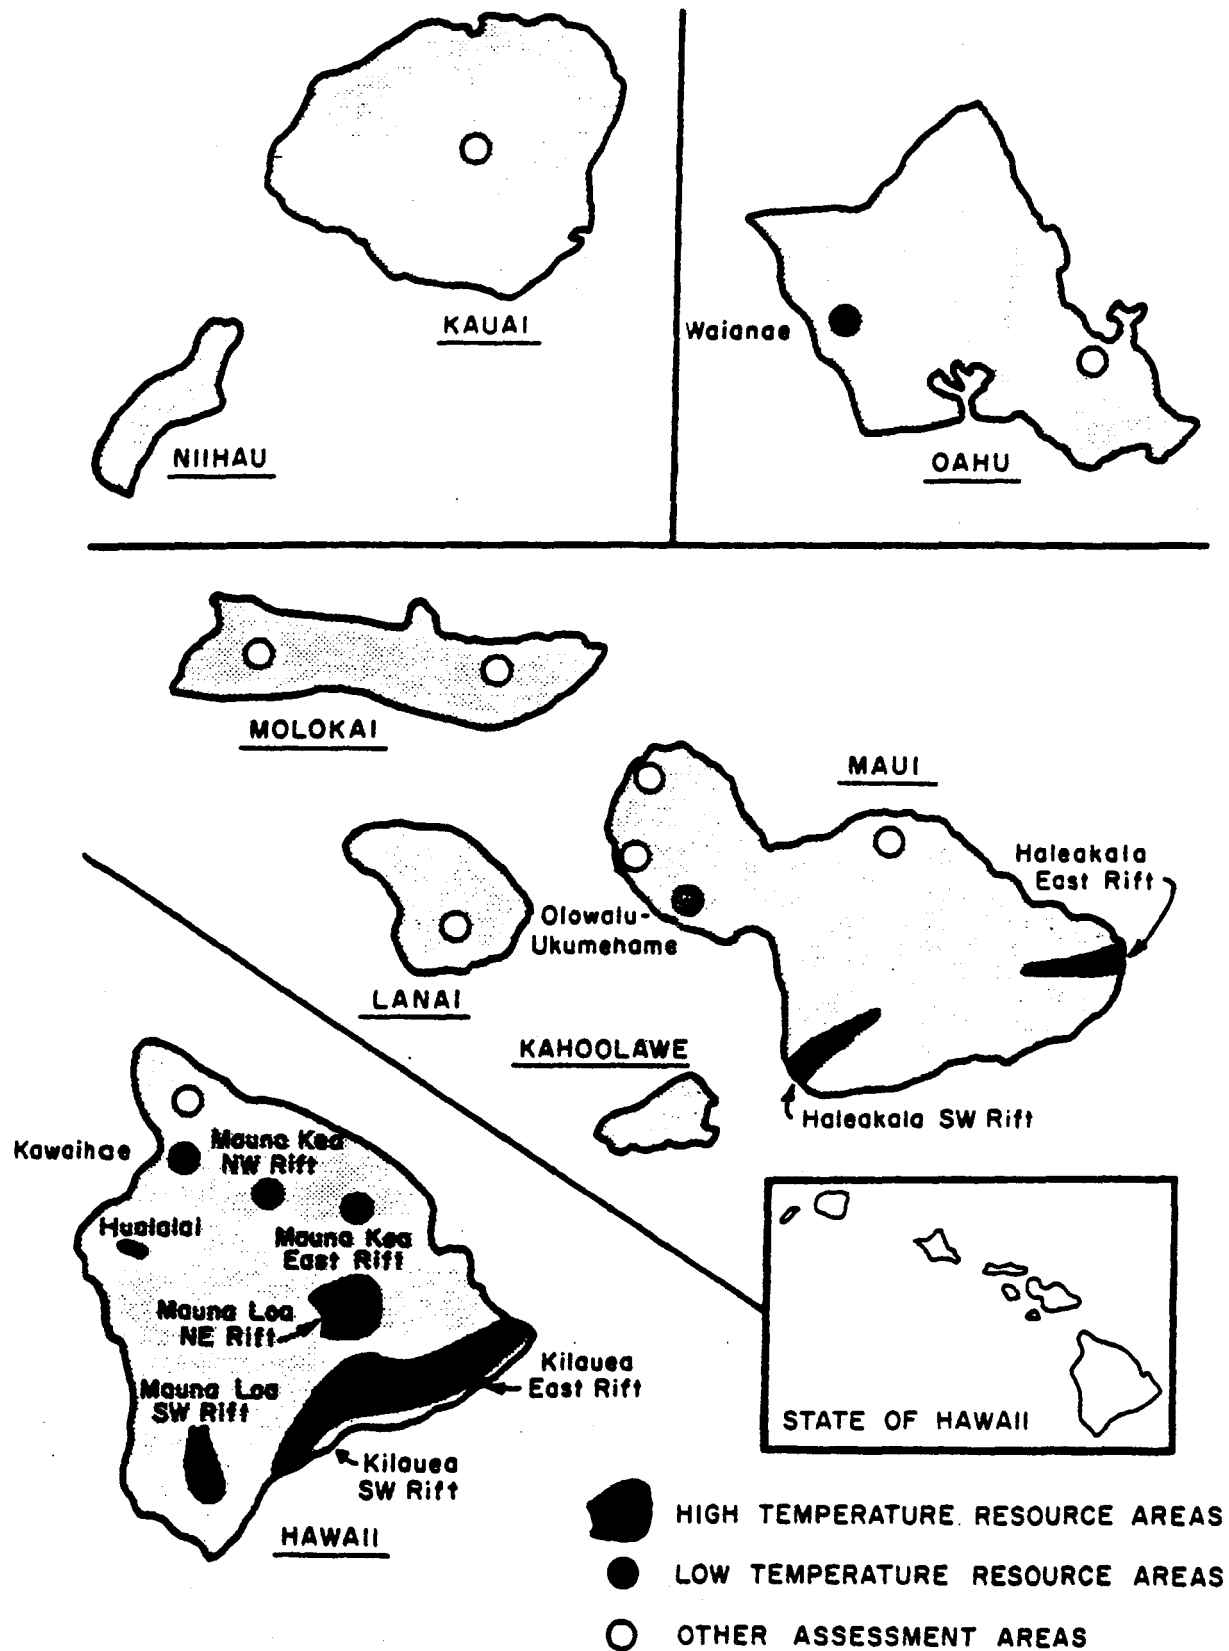 KAUAI
Waianae
NIIHAU
OAHU
MOLOKAI
MAUI
Haleakala
East Rift
Olowalu-
Ukumehame
LANAI
KAHOOLAWE
Haleakala SW Rift
Kawaihae
Mauna Kea
NW Rift
Hualalai
Mauna Kea
East Rift
Mauna Loa
NE Rift
Kilauea
East Rift
Mauna Loa
SW Rift
Kilauea
SW Rift
HAWAII
STATE OF HAWAII
HIGH TEMPERATURE RESOURCE AREAS
LOW TEMPERATURE RESOURCE AREAS
OTHER ASSESSMENT AREAS